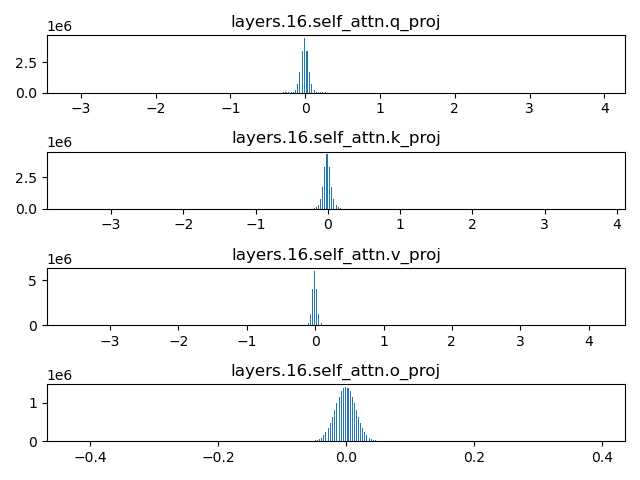 layers.16.self_attn.q_proj
1e6
2.5
0.0
−3 −2 −1 0 1 2 3 4
layers.16.self_attn.k_proj
1e6
2.5
0.0
−3 −2 −1 0 1 2 3 4
layers.16.self_attn.v_proj
1e6
5
0
−3 −2 −1 0 1 2 3 4
layers.16.self_attn.o_proj
1e6
1
0
−0.4 −0.2 0.0 0.2 0.4